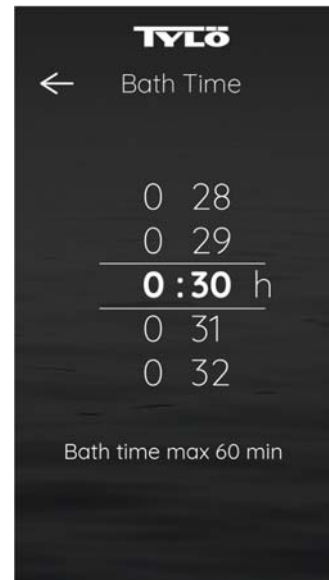 TYLÖ
← Bath Time
0 28
0 29
0 : 30 h
0 31
0 32
Bath time max 60 min